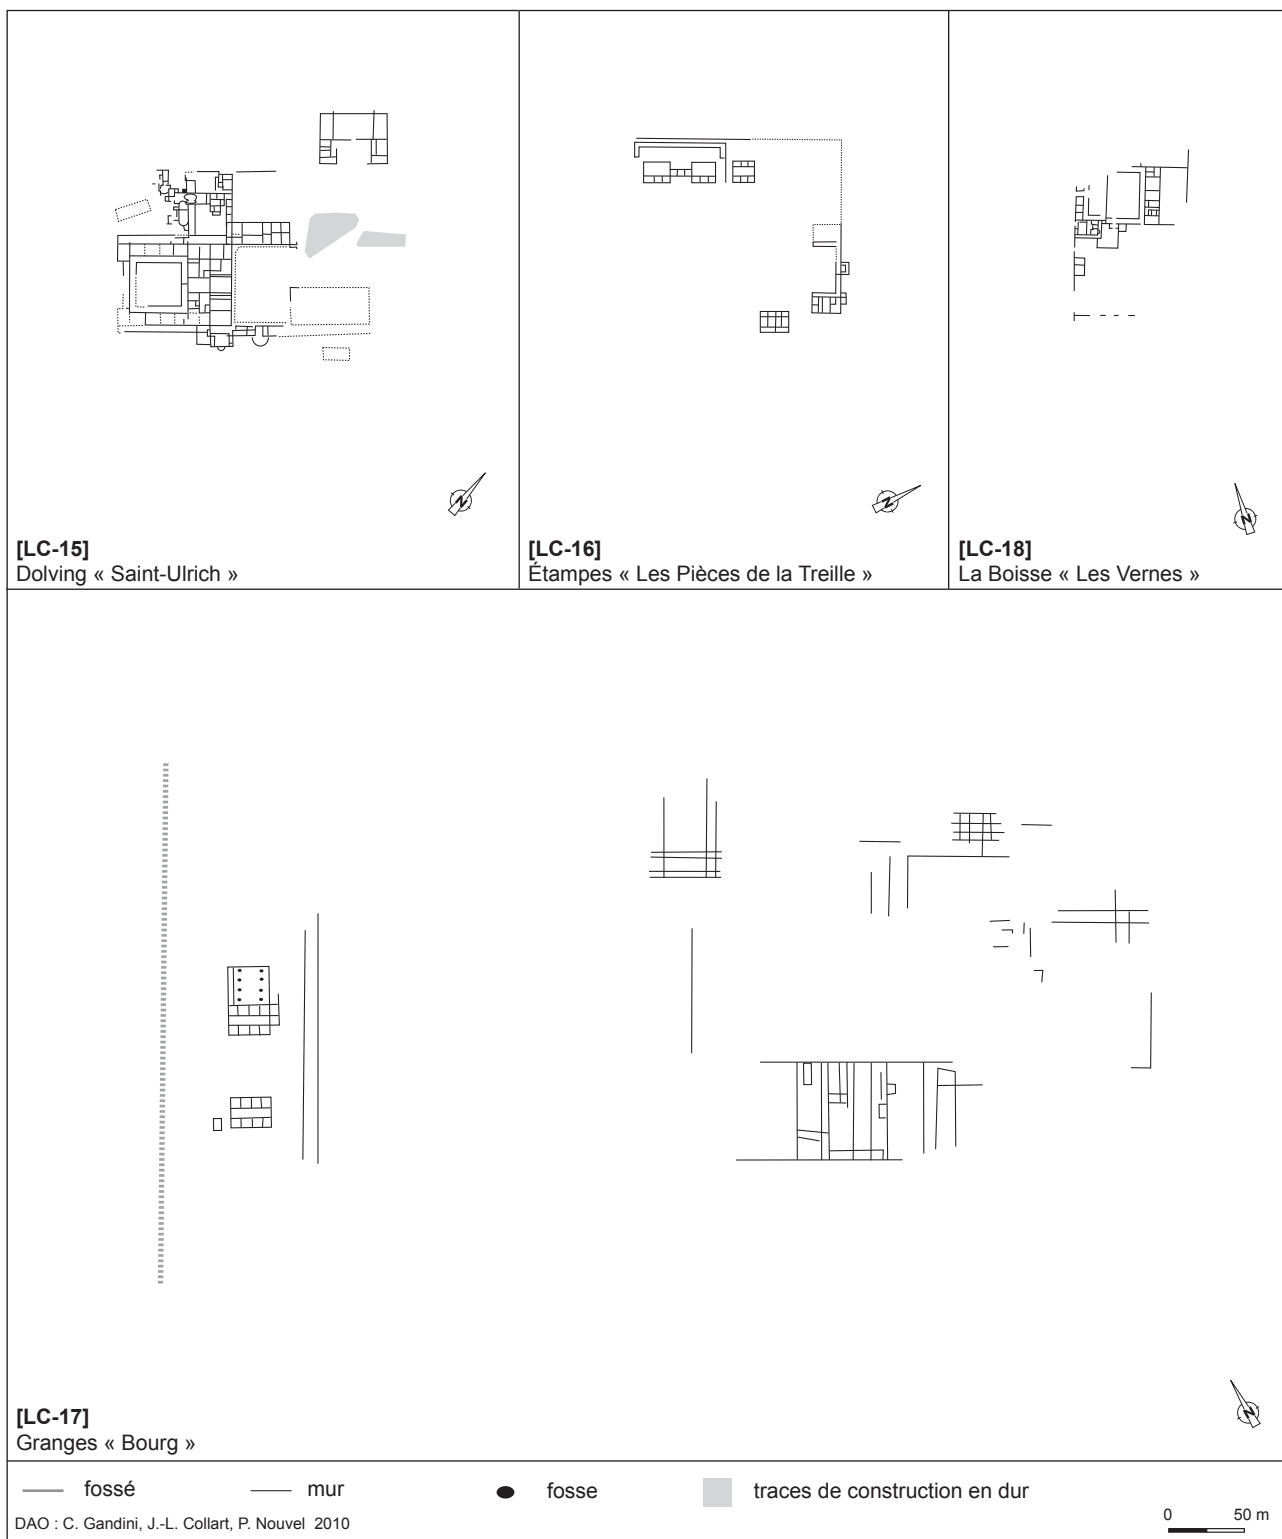 [LC-15]
Dolving « Saint-Ulrich »
N
[LC-16]
Étampes « Les Pièces de la Treille »
N
[LC-18]
La Boisse « Les Vernes »
N
[LC-17]
Granges « Bourg »
N
fossé
mur
fosse
traces de construction en dur
DAO : C. Gandini, J.-L. Collart, P. Nouvel 2010
0 50 m